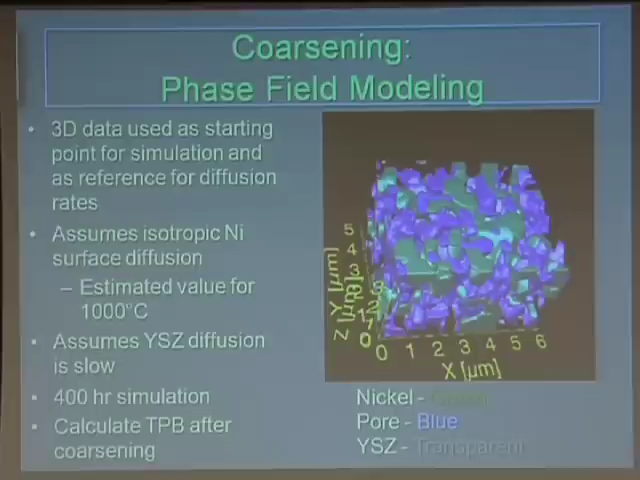 Coarsening:
Phase Field Modeling
• 3D data used as starting
point for simulation and
as reference for diffusion
rates
• Assumes isotropic Ni
surface diffusion
– Estimated value for
1000°C
• Assumes YSZ diffusion
is slow
• 400 hr simulation
• Calculate TPB after
coarsening
5
4
3
2
1
0
Z [µm]
Y [µm]
0 1 2 3 4 5 6
X [µm]
Nickel - Green
Pore - Blue
YSZ - Transparent